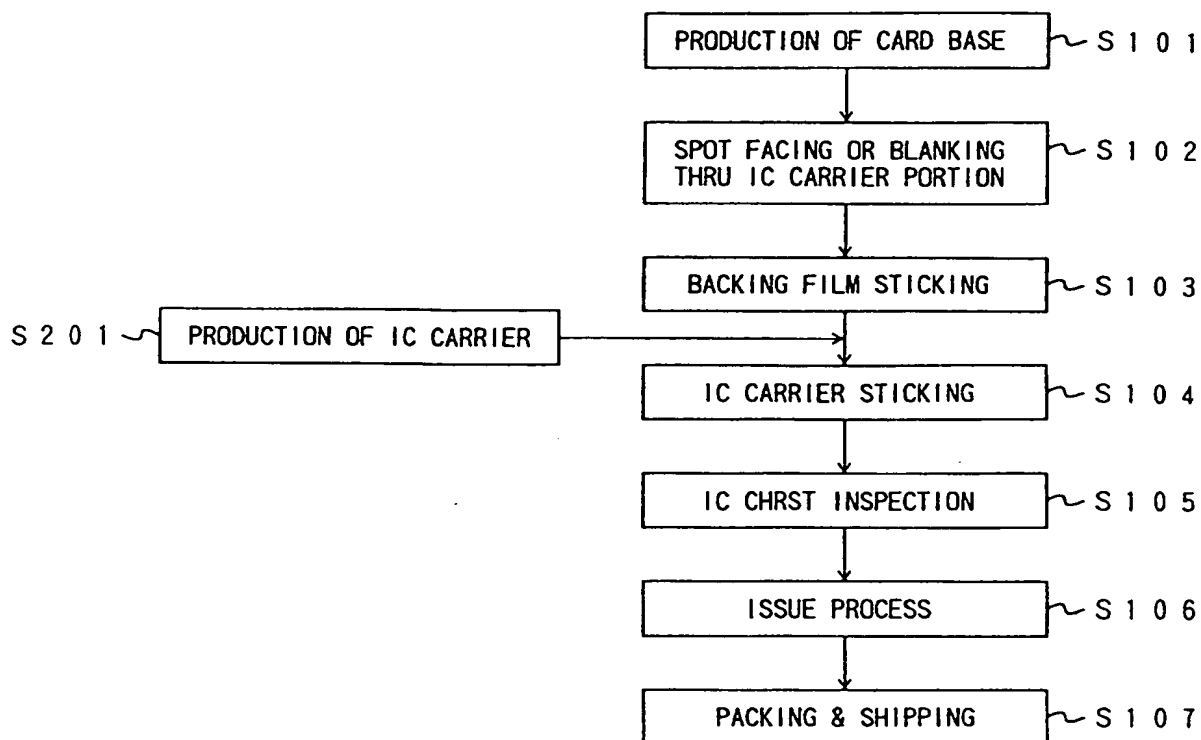 PRODUCTION OF CARD BASE S101
SPOT FACING OR BLANKING S102
THRU IC CARRIER PORTION
BACKING FILM STICKING S103
S201 PRODUCTION OF IC CARRIER
IC CARRIER STICKING S104
IC CHRST INSPECTION S105
ISSUE PROCESS S106
PACKING & SHIPPING S107